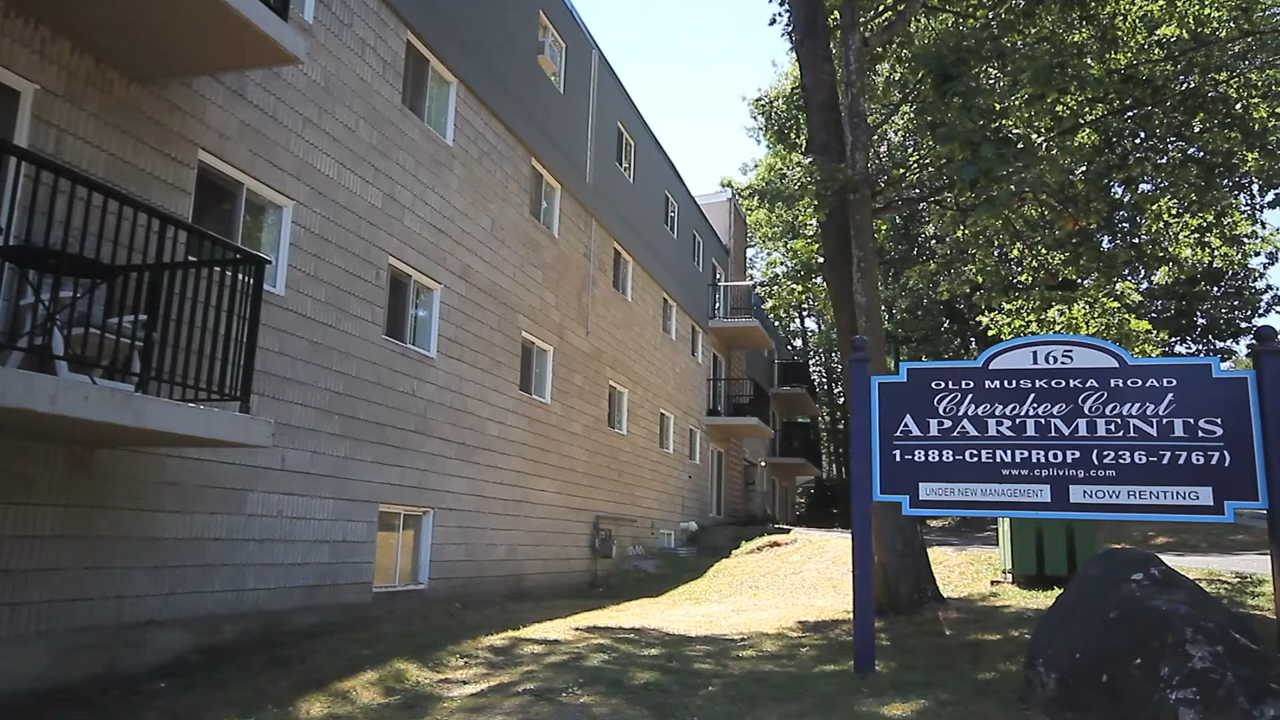 165
OLD MUSKOKA ROAD
Cherokee Court
APARTMENTS
1-888-CENPROP (236-7767)
www.cpliving.com
UNDER NEW MANAGEMENT
NOW RENTING